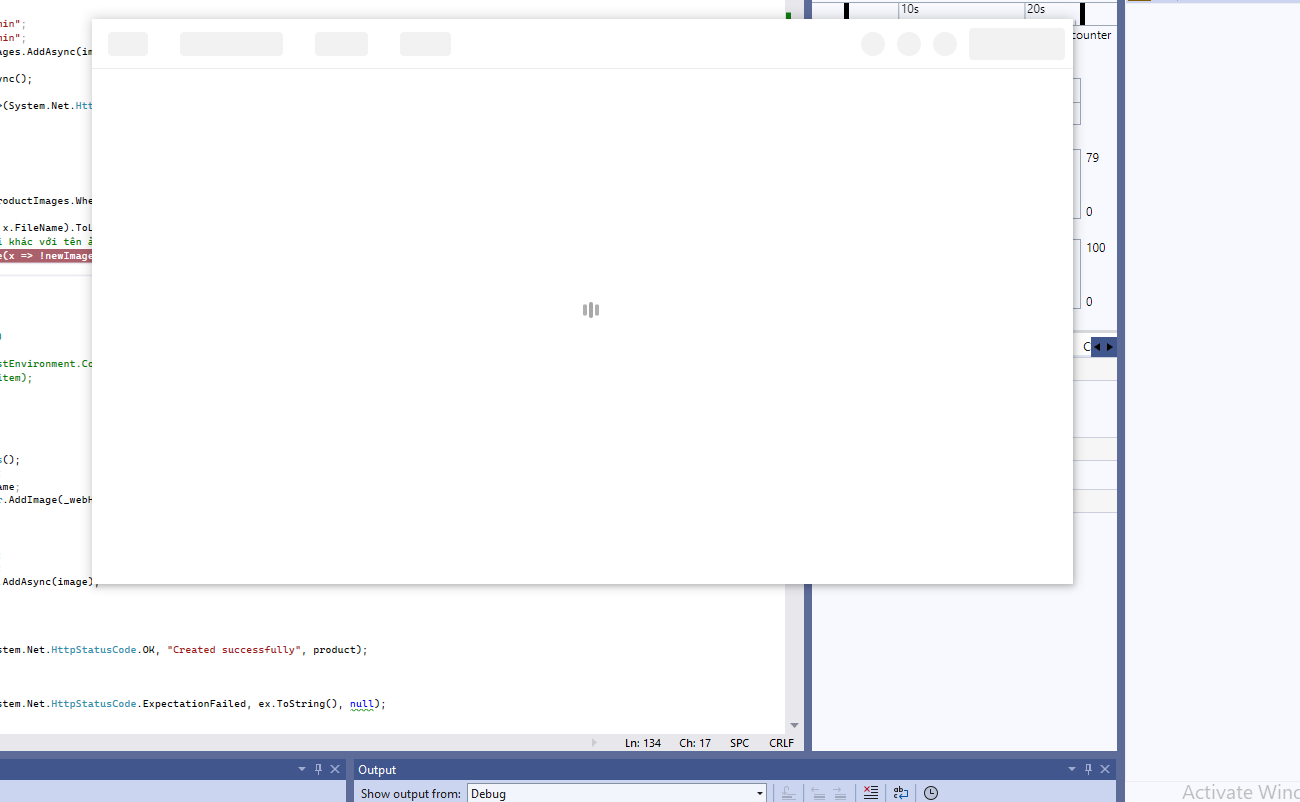 min";
min";
ages.AddAsync(im
ync();
>(System.Net.Htt
roductImages.Whe
x.FileName).ToL
i khác với tên ả
e(x => !newImage
)
stEnvironment.Co
item);
s();
ame;
r.AddImage(_webH
;
.AddAsync(image);
stem.Net.HttpStatusCode.OK, "Created successfully", product);
stem.Net.HttpStatusCode.ExpectationFailed, ex.ToString(), null);
Ln: 134 Ch: 17 SPC CRLF
10s 20s
counter
79
0
100
0
C
Output
Show output from: Debug
Activate Wind